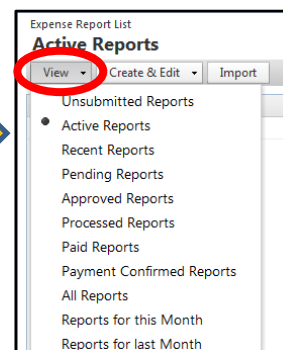 Expense Report List
Active Reports
View Create & Edit Import
Unsubmitted Reports
Active Reports
Recent Reports
Pending Reports
Approved Reports
Processed Reports
Paid Reports
Payment Confirmed Reports
All Reports
Reports for this Month
Reports for last Month